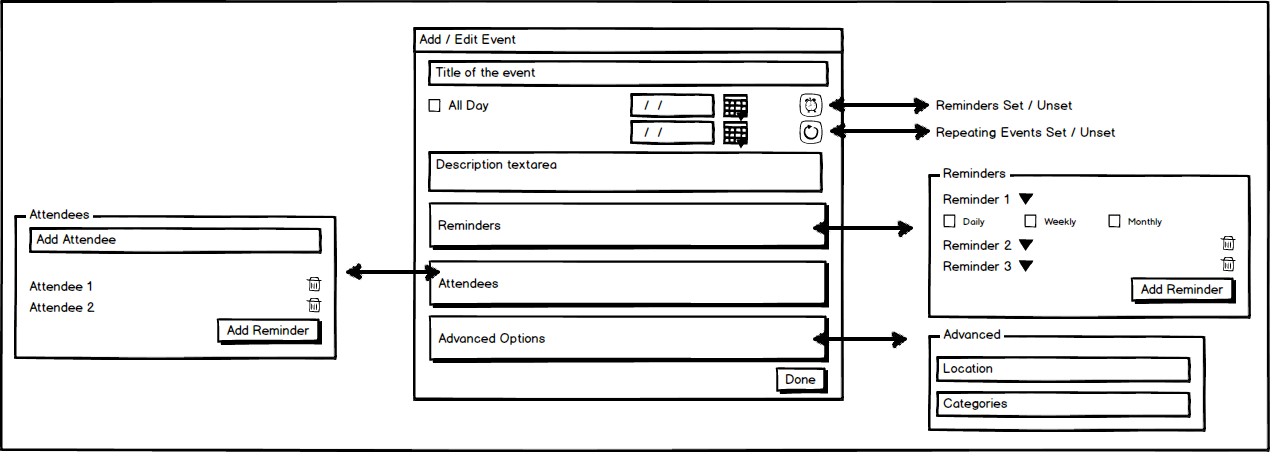 Add / Edit Event
Title of the event
All Day
/ /
Reminders Set / Unset
/ /
Repeating Events Set / Unset
Description textarea
Reminders
Attendees
Advanced Options
Done
Attendees
Add Attendee
Attendee 1
Attendee 2
Add Reminder
Reminders
Reminder 1
Daily Weekly Monthly
Reminder 2
Reminder 3
Add Reminder
Advanced
Location
Categories